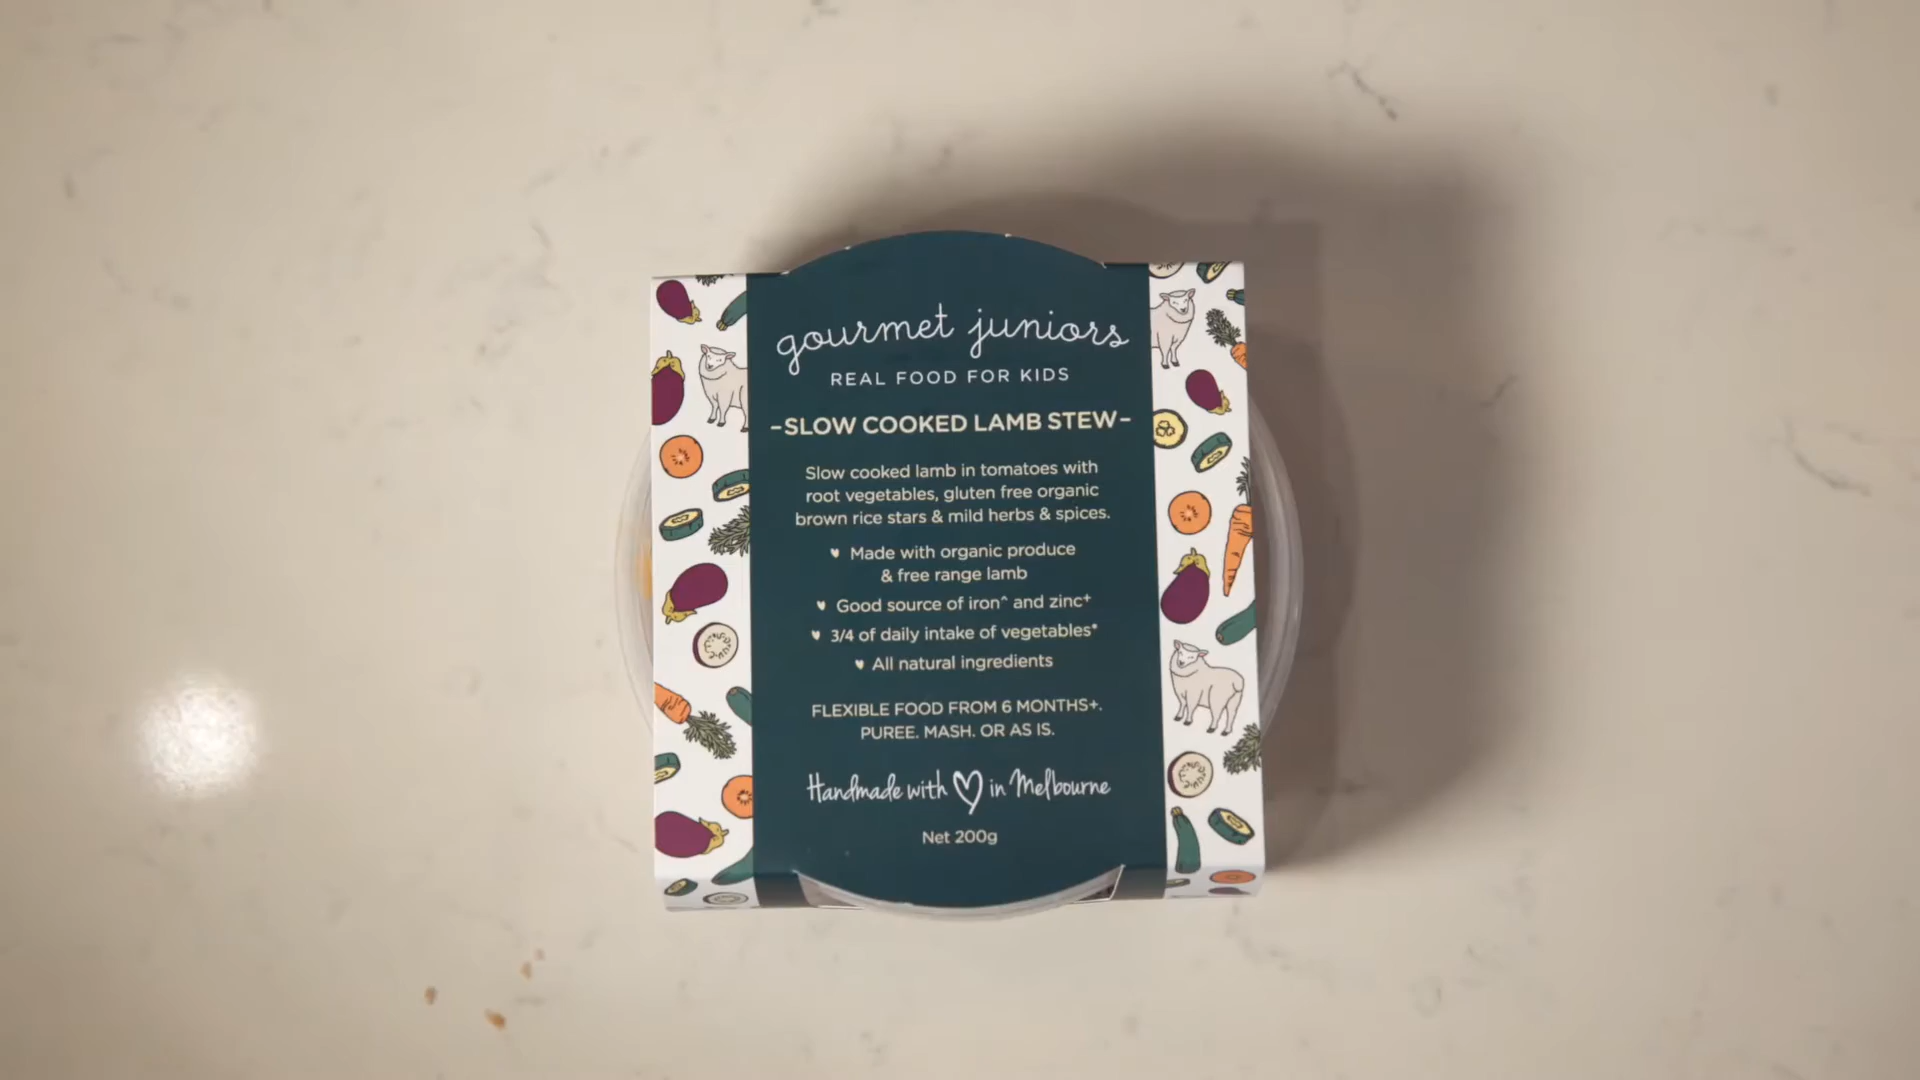 gourmet juniors
REAL FOOD FOR KIDS
-SLOW COOKED LAMB STEW-
Slow cooked lamb in tomatoes with
root vegetables, gluten free organic
brown rice stars & mild herbs & spices.
♥ Made with organic produce
& free range lamb
♥ Good source of iron^ and zinc+
♥ 3/4 of daily intake of vegetables*
♥ All natural ingredients
FLEXIBLE FOOD FROM 6 MONTHS+.
PUREE. MASH. OR AS IS.
Handmade with ♡ in Melbourne
Net 200g